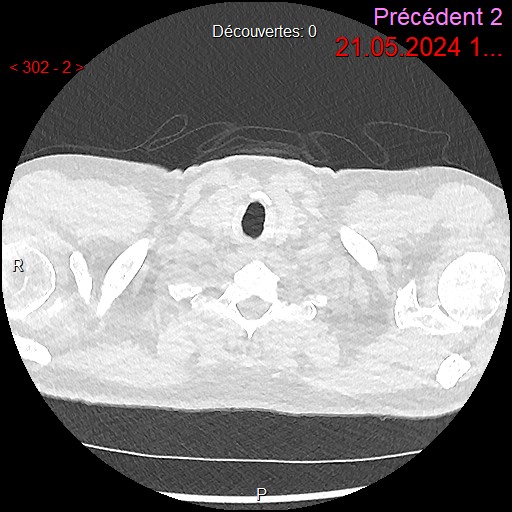 Précédent 2
Découvertes: 0
21.05.2024 1...
< 302 - 2 >
R
P